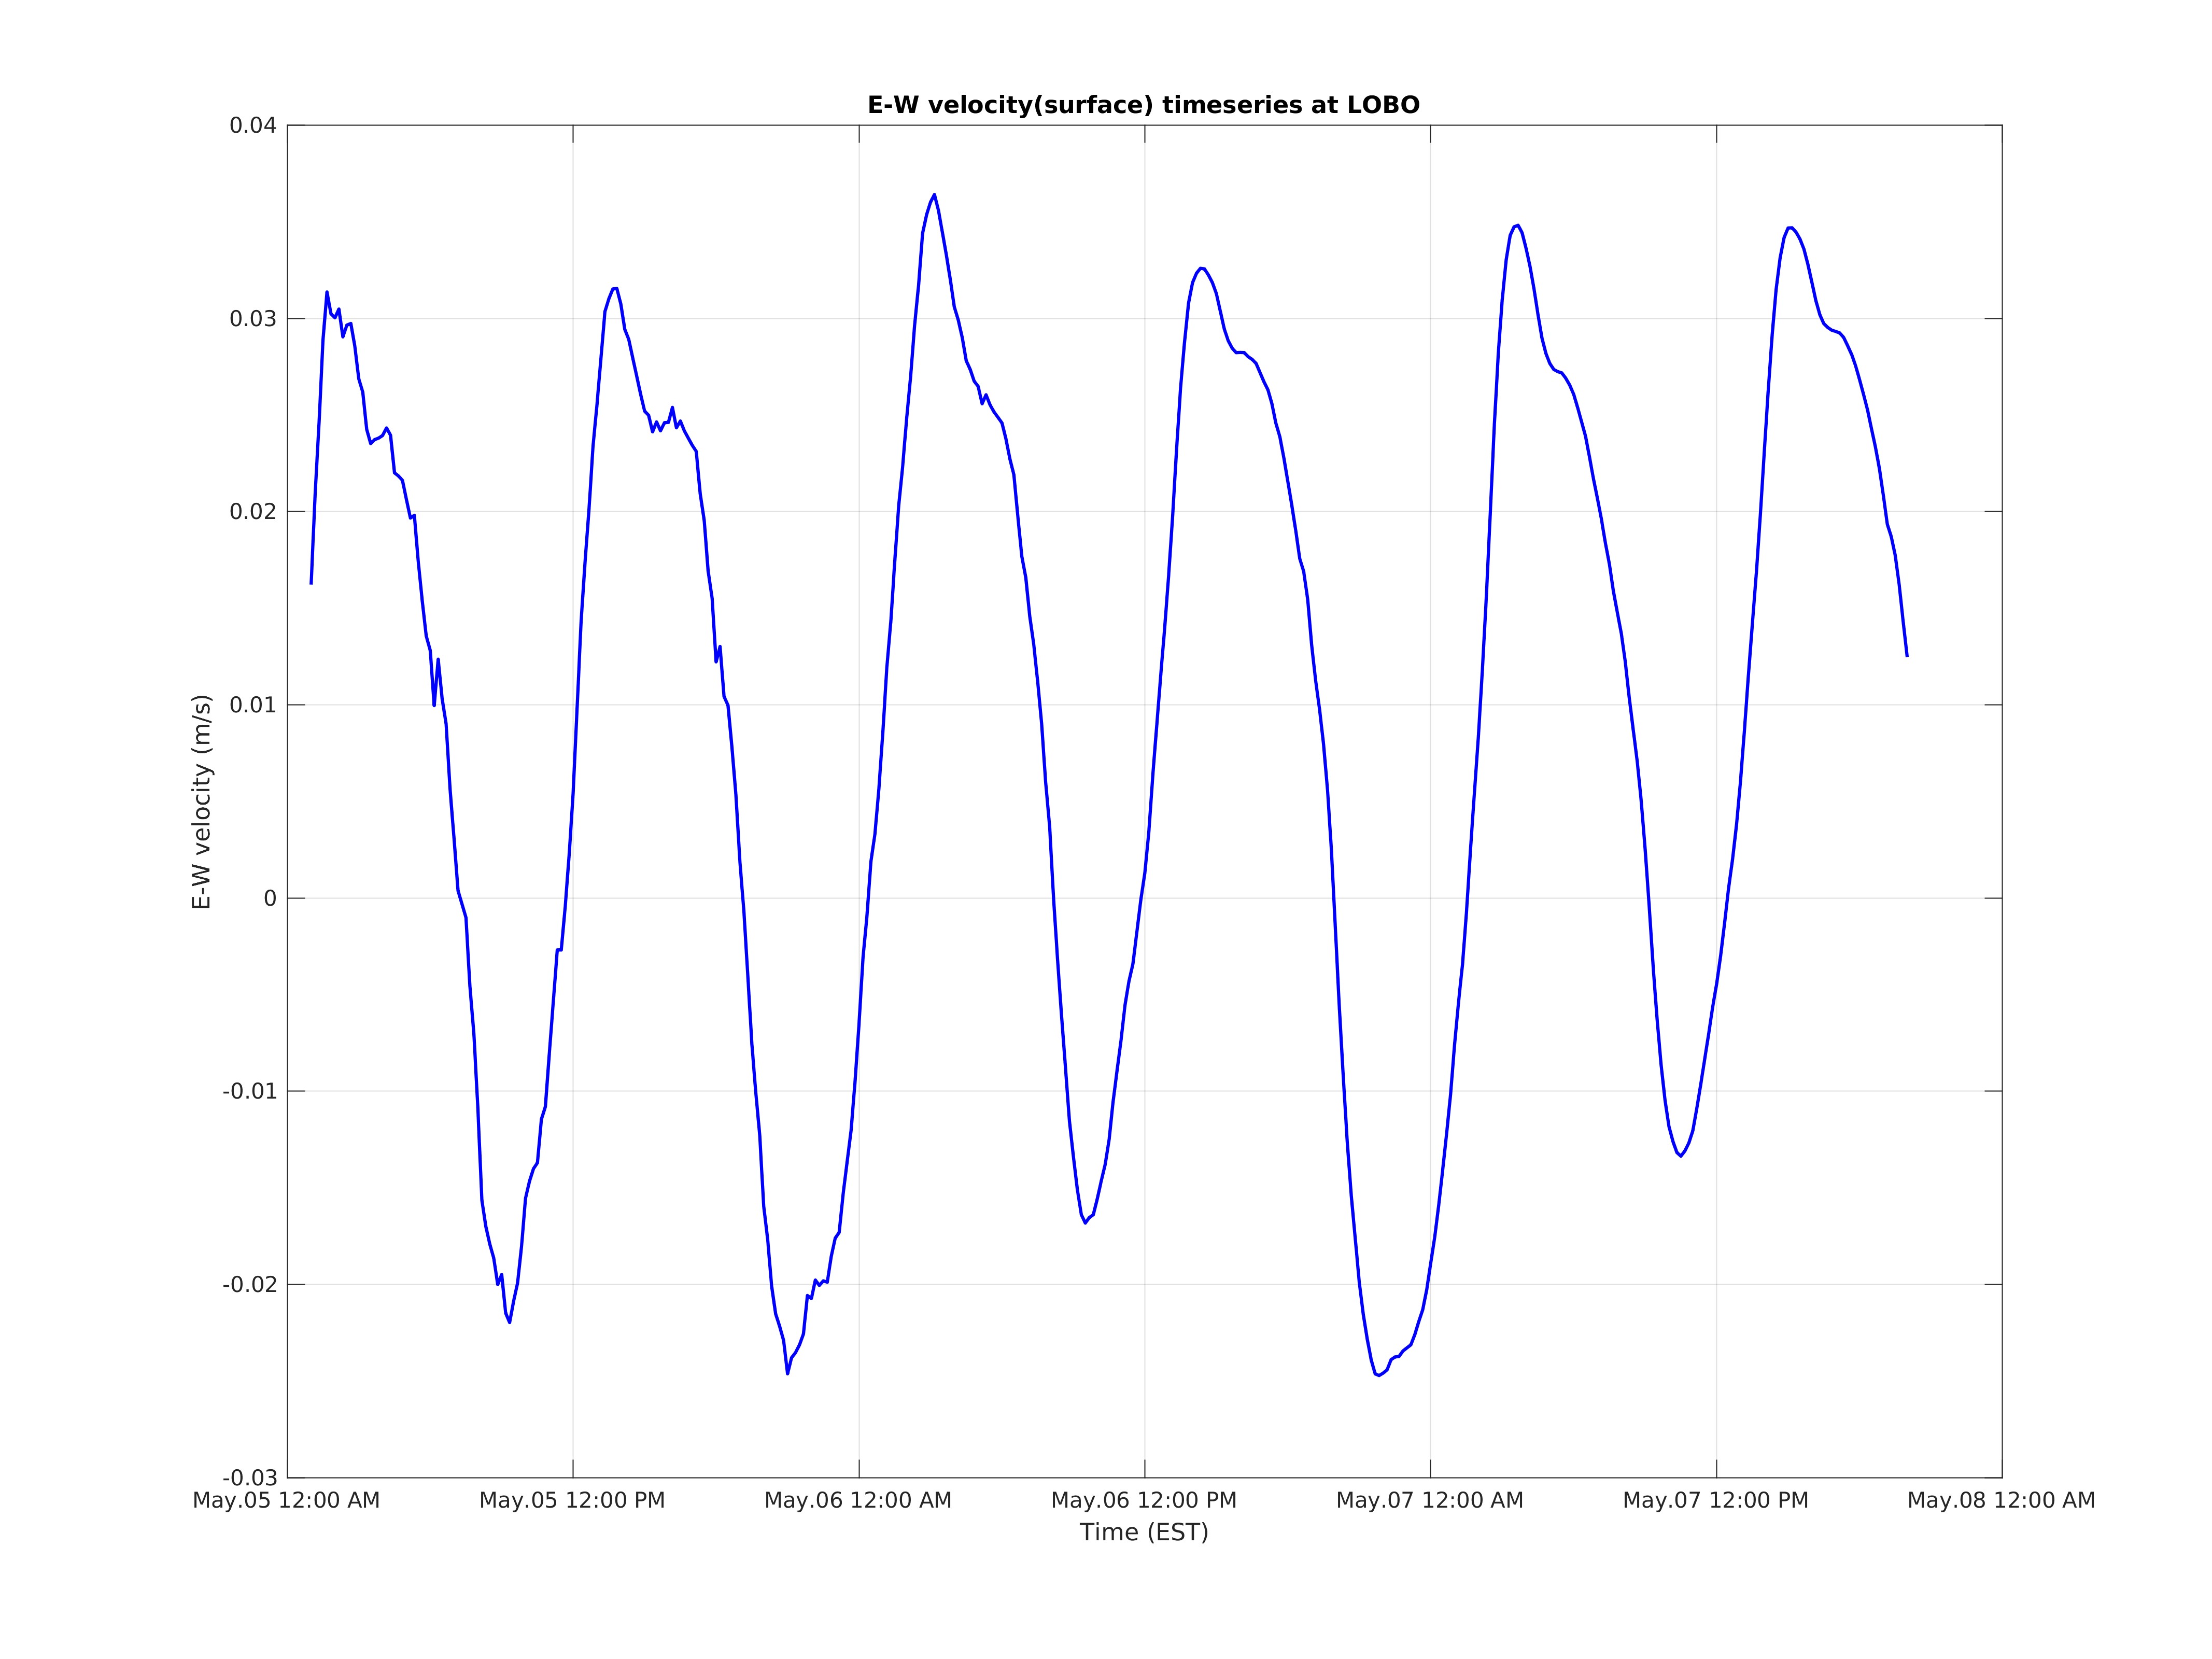 E-W velocity(surface) timeseries at LOBO
0.04
0.03
0.02
0.01
0
-0.01
-0.02
-0.03
E-W velocity (m/s)
May.05 12:00 AM
May.05 12:00 PM
May.06 12:00 AM
May.06 12:00 PM
May.07 12:00 AM
May.07 12:00 PM
May.08 12:00 AM
Time (EST)